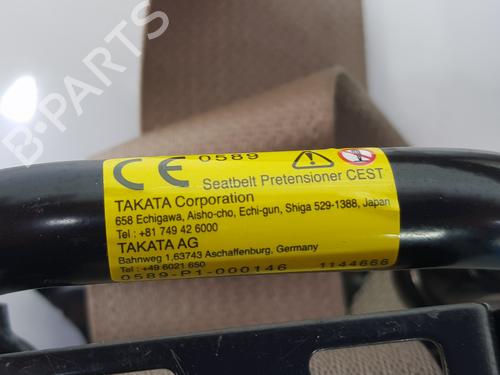 B-PARTS
CE 0589
Seatbelt Pretensioner CEST
TAKATA Corporation
658 Echigawa, Aisho-cho, Echi-gun, Shiga 529-1388, Japan
Tel : +81 749 42 6000
TAKATA AG
Bahnweg 1,63743 Aschaffenburg, Germany
Tel : +49 6021 650
0589-P1-000146 1144666